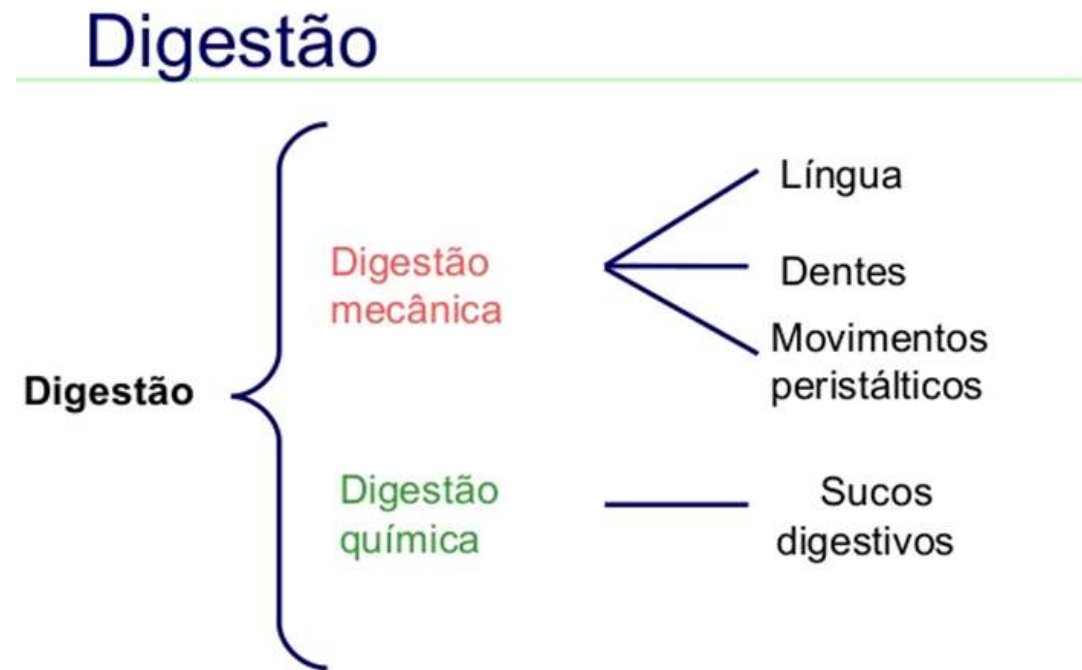 Digestão
Digestão
Digestão
mecânica
Língua
Dentes
Movimentos
peristálticos
Digestão
química
Sucos
digestivos